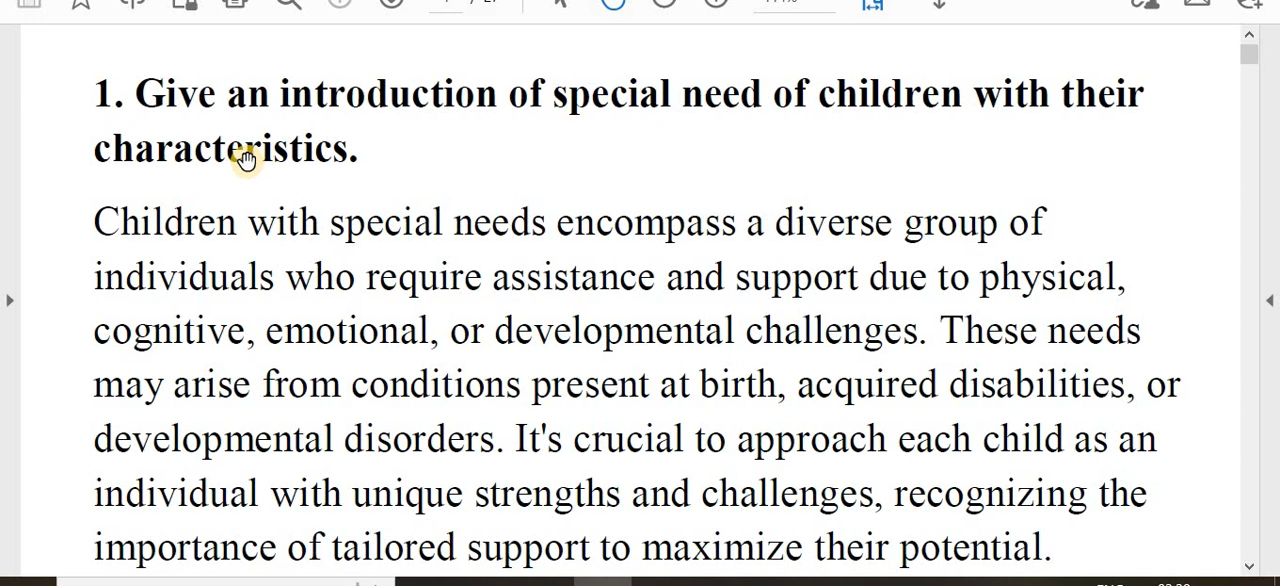 1. Give an introduction of special need of children with their
characteristics.
Children with special needs encompass a diverse group of
individuals who require assistance and support due to physical,
cognitive, emotional, or developmental challenges. These needs
may arise from conditions present at birth, acquired disabilities, or
developmental disorders. It's crucial to approach each child as an
individual with unique strengths and challenges, recognizing the
importance of tailored support to maximize their potential.